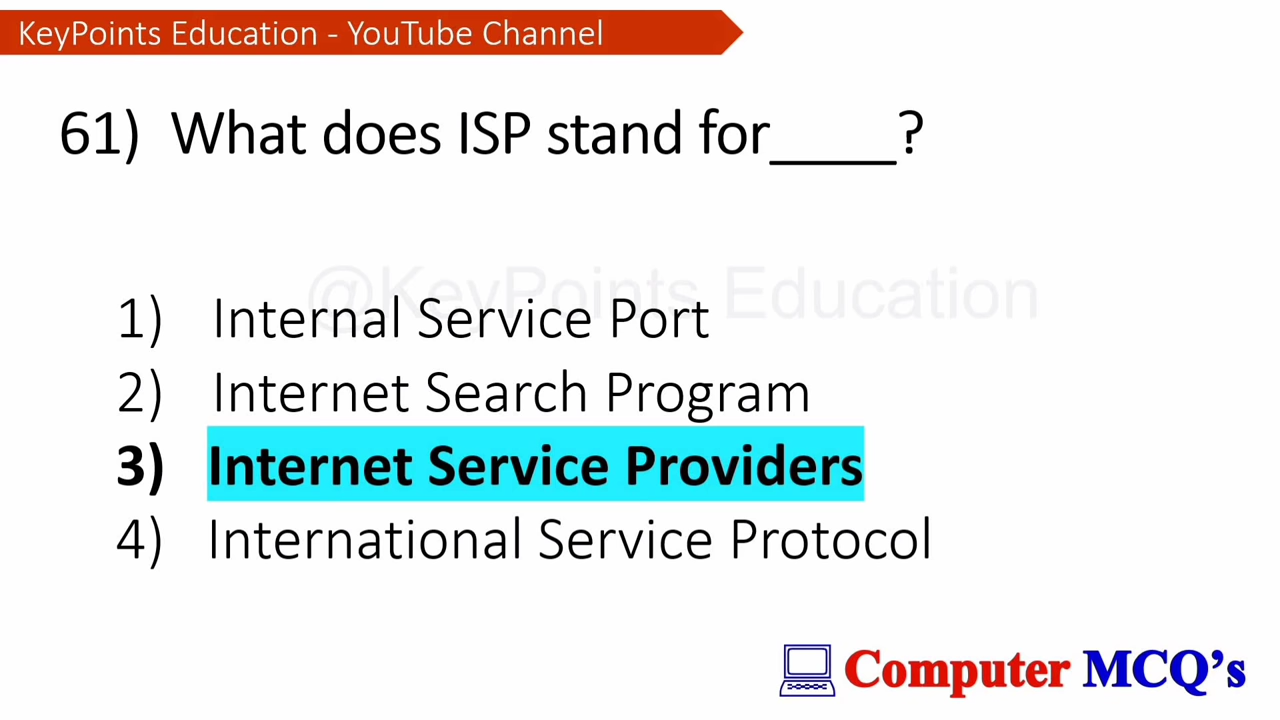 KeyPoints Education - YouTube Channel
61) What does ISP stand for____?
@KeyPoints Education
1) Internal Service Port
2) Internet Search Program
3) Internet Service Providers
4) International Service Protocol
Computer MCQ's